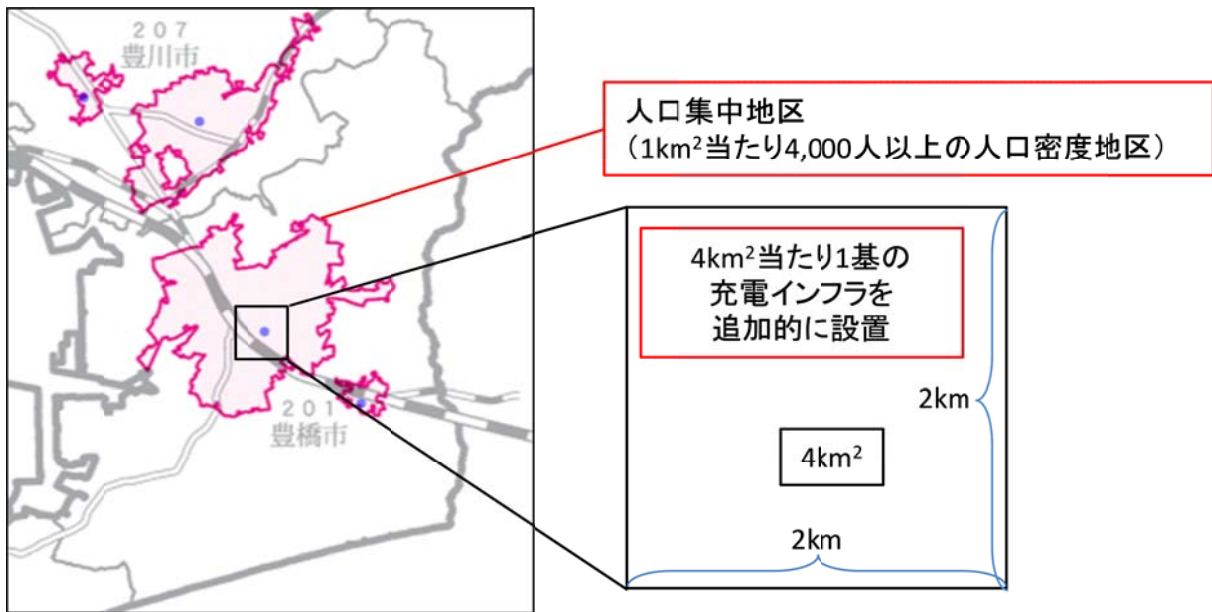 207
豊川市
人口集中地区
（1km²当たり4,000人以上の人口密度地区）
4km²当たり1基の
充電インフラを
追加的に設置
2km
4km²
2km
201
豊橋市